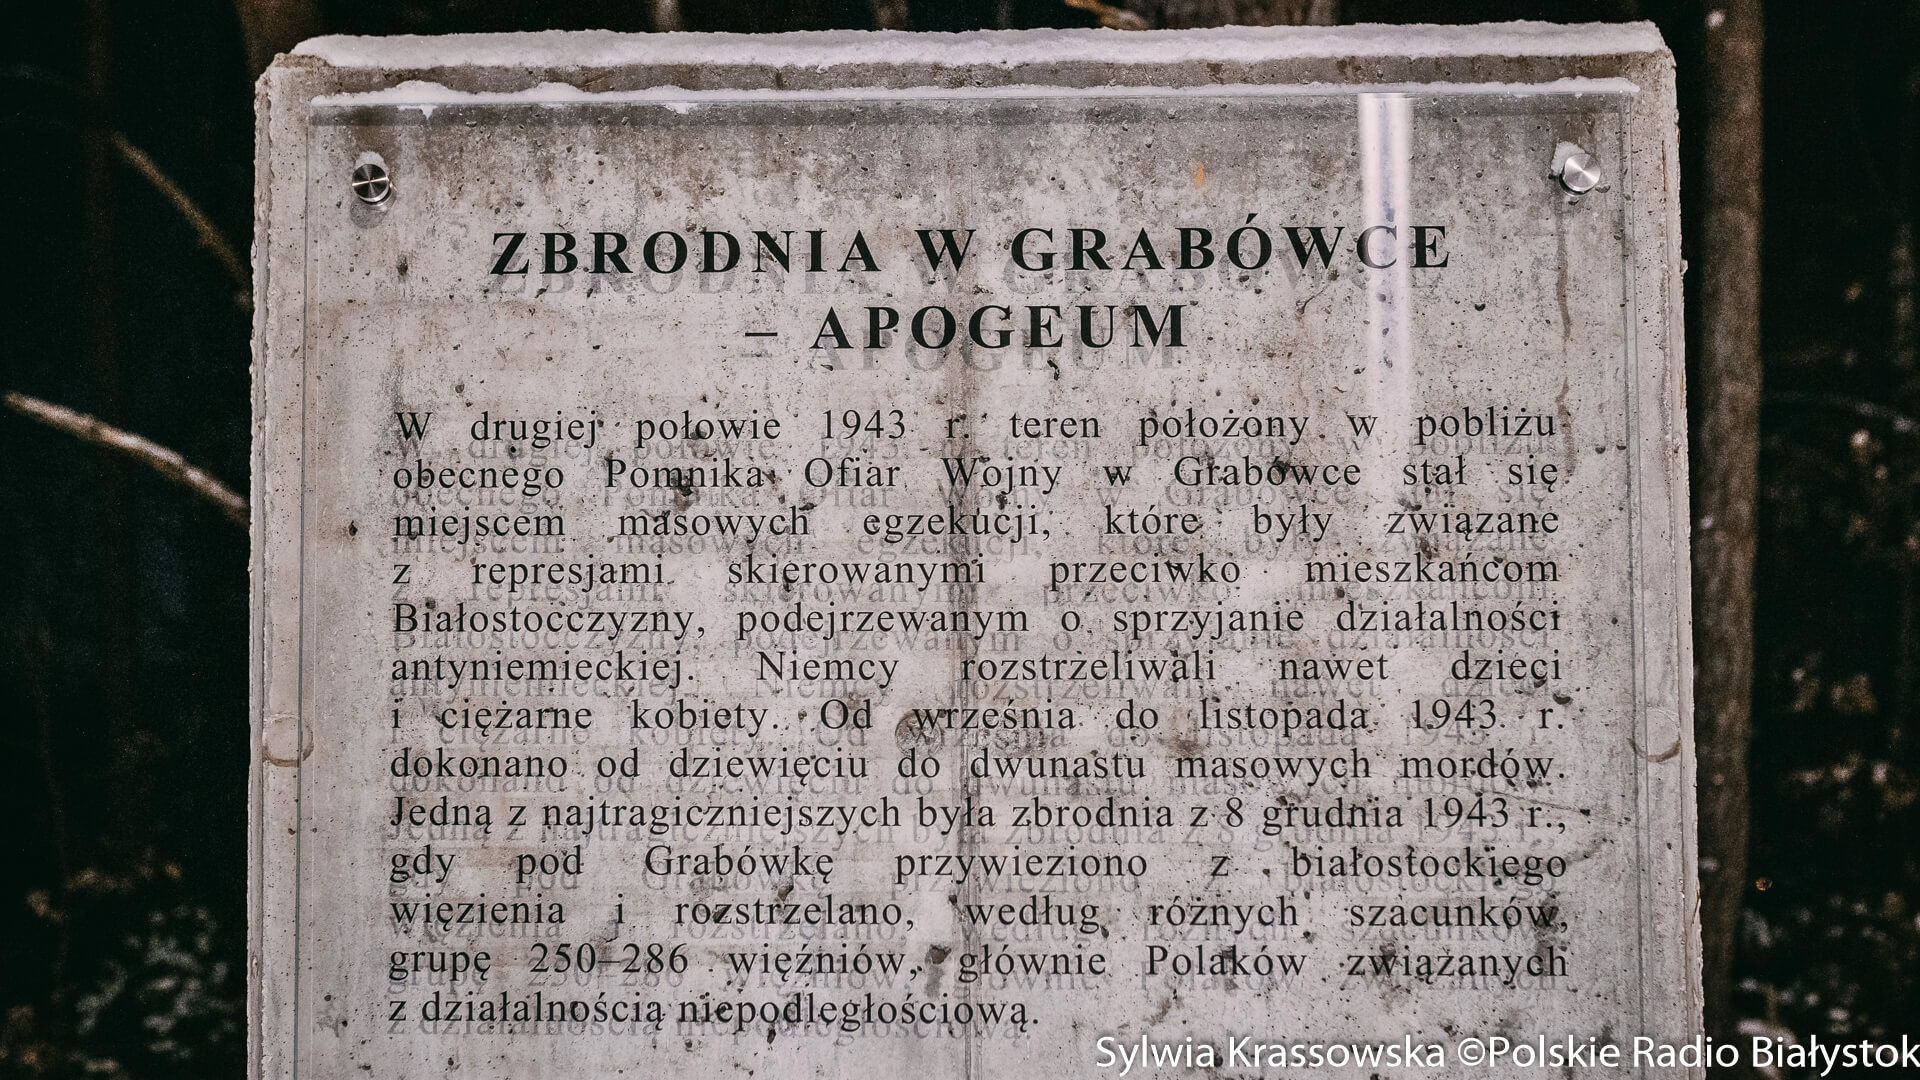 ZBRODNIA W GRABÓWCE
– APOGEUM
W drugiej połowie 1943 r. teren położony w pobliżu
obecnego Pomnika Ofiar Wojny w Grabówce stał się
miejscem masowych egzekucji, które były związane
z represjami skierowanymi przeciwko mieszkańcom
Białostocczyzny, podejrzewanym o sprzyjanie działalności
antyniemieckiej. Niemcy rozstrzeliwali nawet dzieci
i ciężarne kobiety. Od września do listopada 1943 r.
dokonano od dziewięciu do dwunastu masowych mordów.
Jedną z najtragiczniejszych była zbrodnia z 8 grudnia 1943 r.,
gdy pod Grabówkę przywieziono z białostockiego
więzienia i rozstrzelano, według różnych szacunków,
grupę 250–286 więźniów, głównie Polaków związanych
z działalnością niepodległościową.
Sylwia Krassowska ©Polskie Radio Białystok